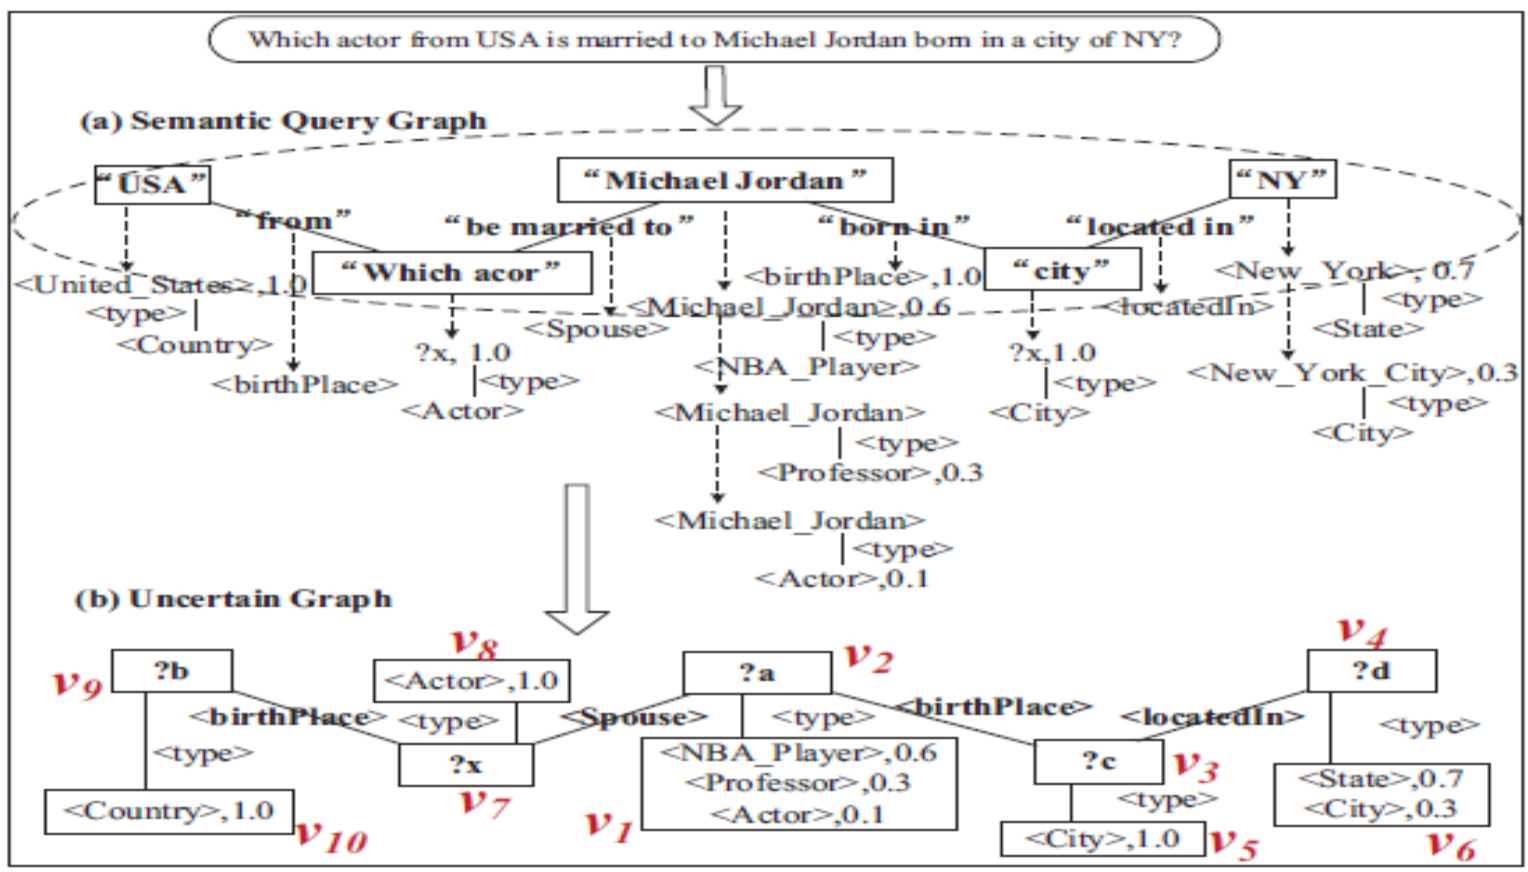 Which actor from USA is married to Michael Jordan born in a city of NY?
(a) Semantic Query Graph
“USA”
“Michael Jordan”
“NY”
“from”
“be married to”
“born in”
“located in”
“Which acor”
“city”
<United_States>,1.0
<type>
<Country>
<birthPlace>
?x, 1.0
<type>
<Actor>
<Spouse>
<birthPlace>,1.0
<Michael_Jordan>,0.6
<type>
<NBA_Player>
<Michael_Jordan>
<type>
<Professor>,0.3
<Michael_Jordan>
<type>
<Actor>,0.1
?x,1.0
<type>
<City>
<locatedIn>
<New_York>, 0.7
<type>
<State>
<New_York_City>,0.3
<type>
<City>
(b) Uncertain Graph
v8
v2
v4
v9
?b
<Actor>,1.0
?a
?d
<birthPlace>
<type>
<Spouse>
<type>
<birthPlace>
<locatedIn>
<type>
<type>
?x
v7
<NBA_Player>,0.6
<Professor>,0.3
<Actor>,0.1
v1
?c
v3
<type>
<State>,0.7
<City>,0.3
v6
<Country>,1.0
v10
<City>,1.0
v5